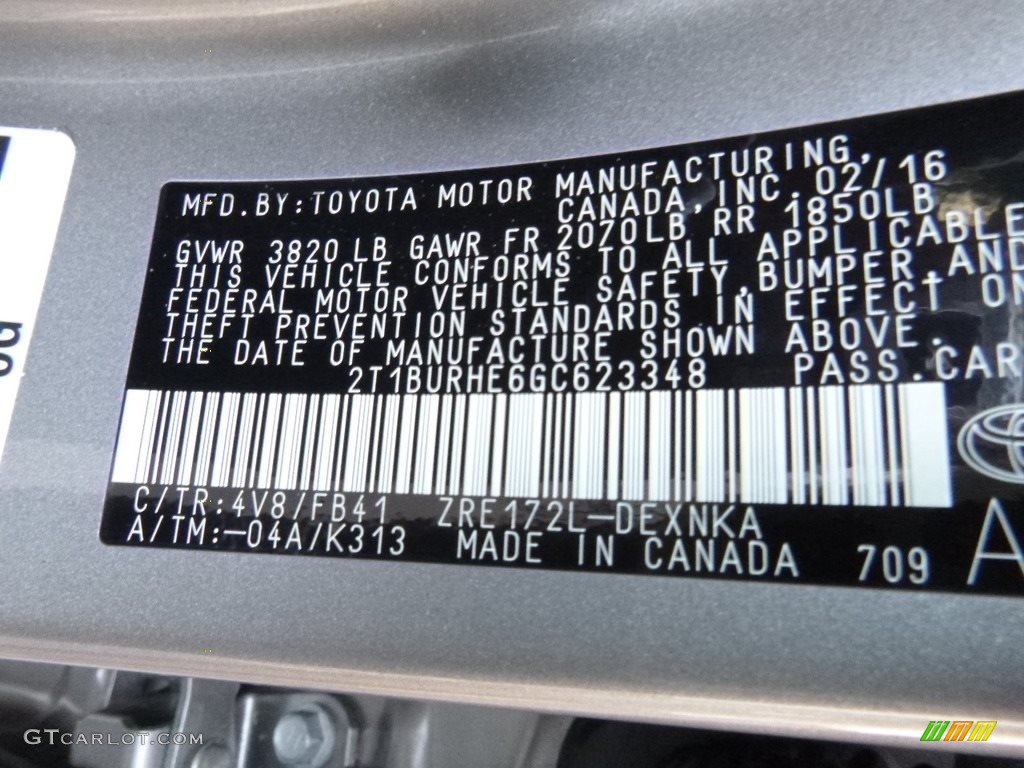 MFD.BY:TOYOTA MOTOR MANUFACTURING,
CANADA, INC. 02/16
GVWR 3820 LB GAWR FR 2070LB RR 1850LB
THIS VEHICLE CONFORMS TO ALL APPLICABLE
FEDERAL MOTOR VEHICLE SAFETY, BUMPER, AND
THEFT PREVENTION STANDARDS IN EFFECT ON
THE DATE OF MANUFACTURE SHOWN ABOVE.
2T1BURHE6GC623348 PASS.CAR
C/TR:4V8/FB41 ZRE172L-DEXNKA
A/TM:-04A/K313 MADE IN CANADA 709 A
GTCARLOT.COM